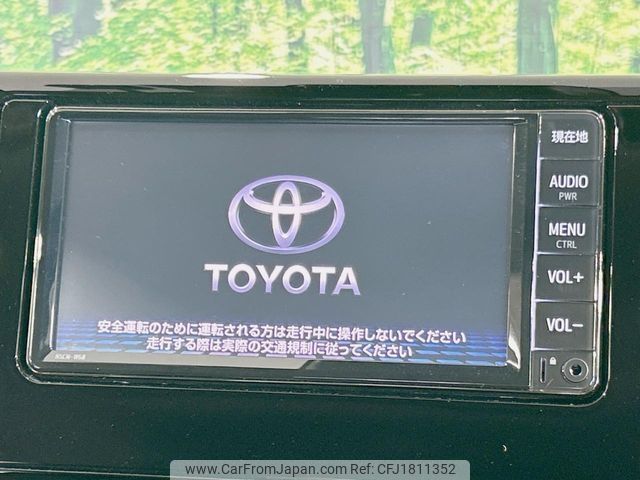 現在地
AUDIO
PWR
MENU
CTRL
VOL+
VOL-
TOYOTA
安全運転のために運転される方は走行中に操作しないでください
走行する際は実際の交通規制に従ってください
NSCN-W68
www.CarFromJapan.com - CFJ1811352